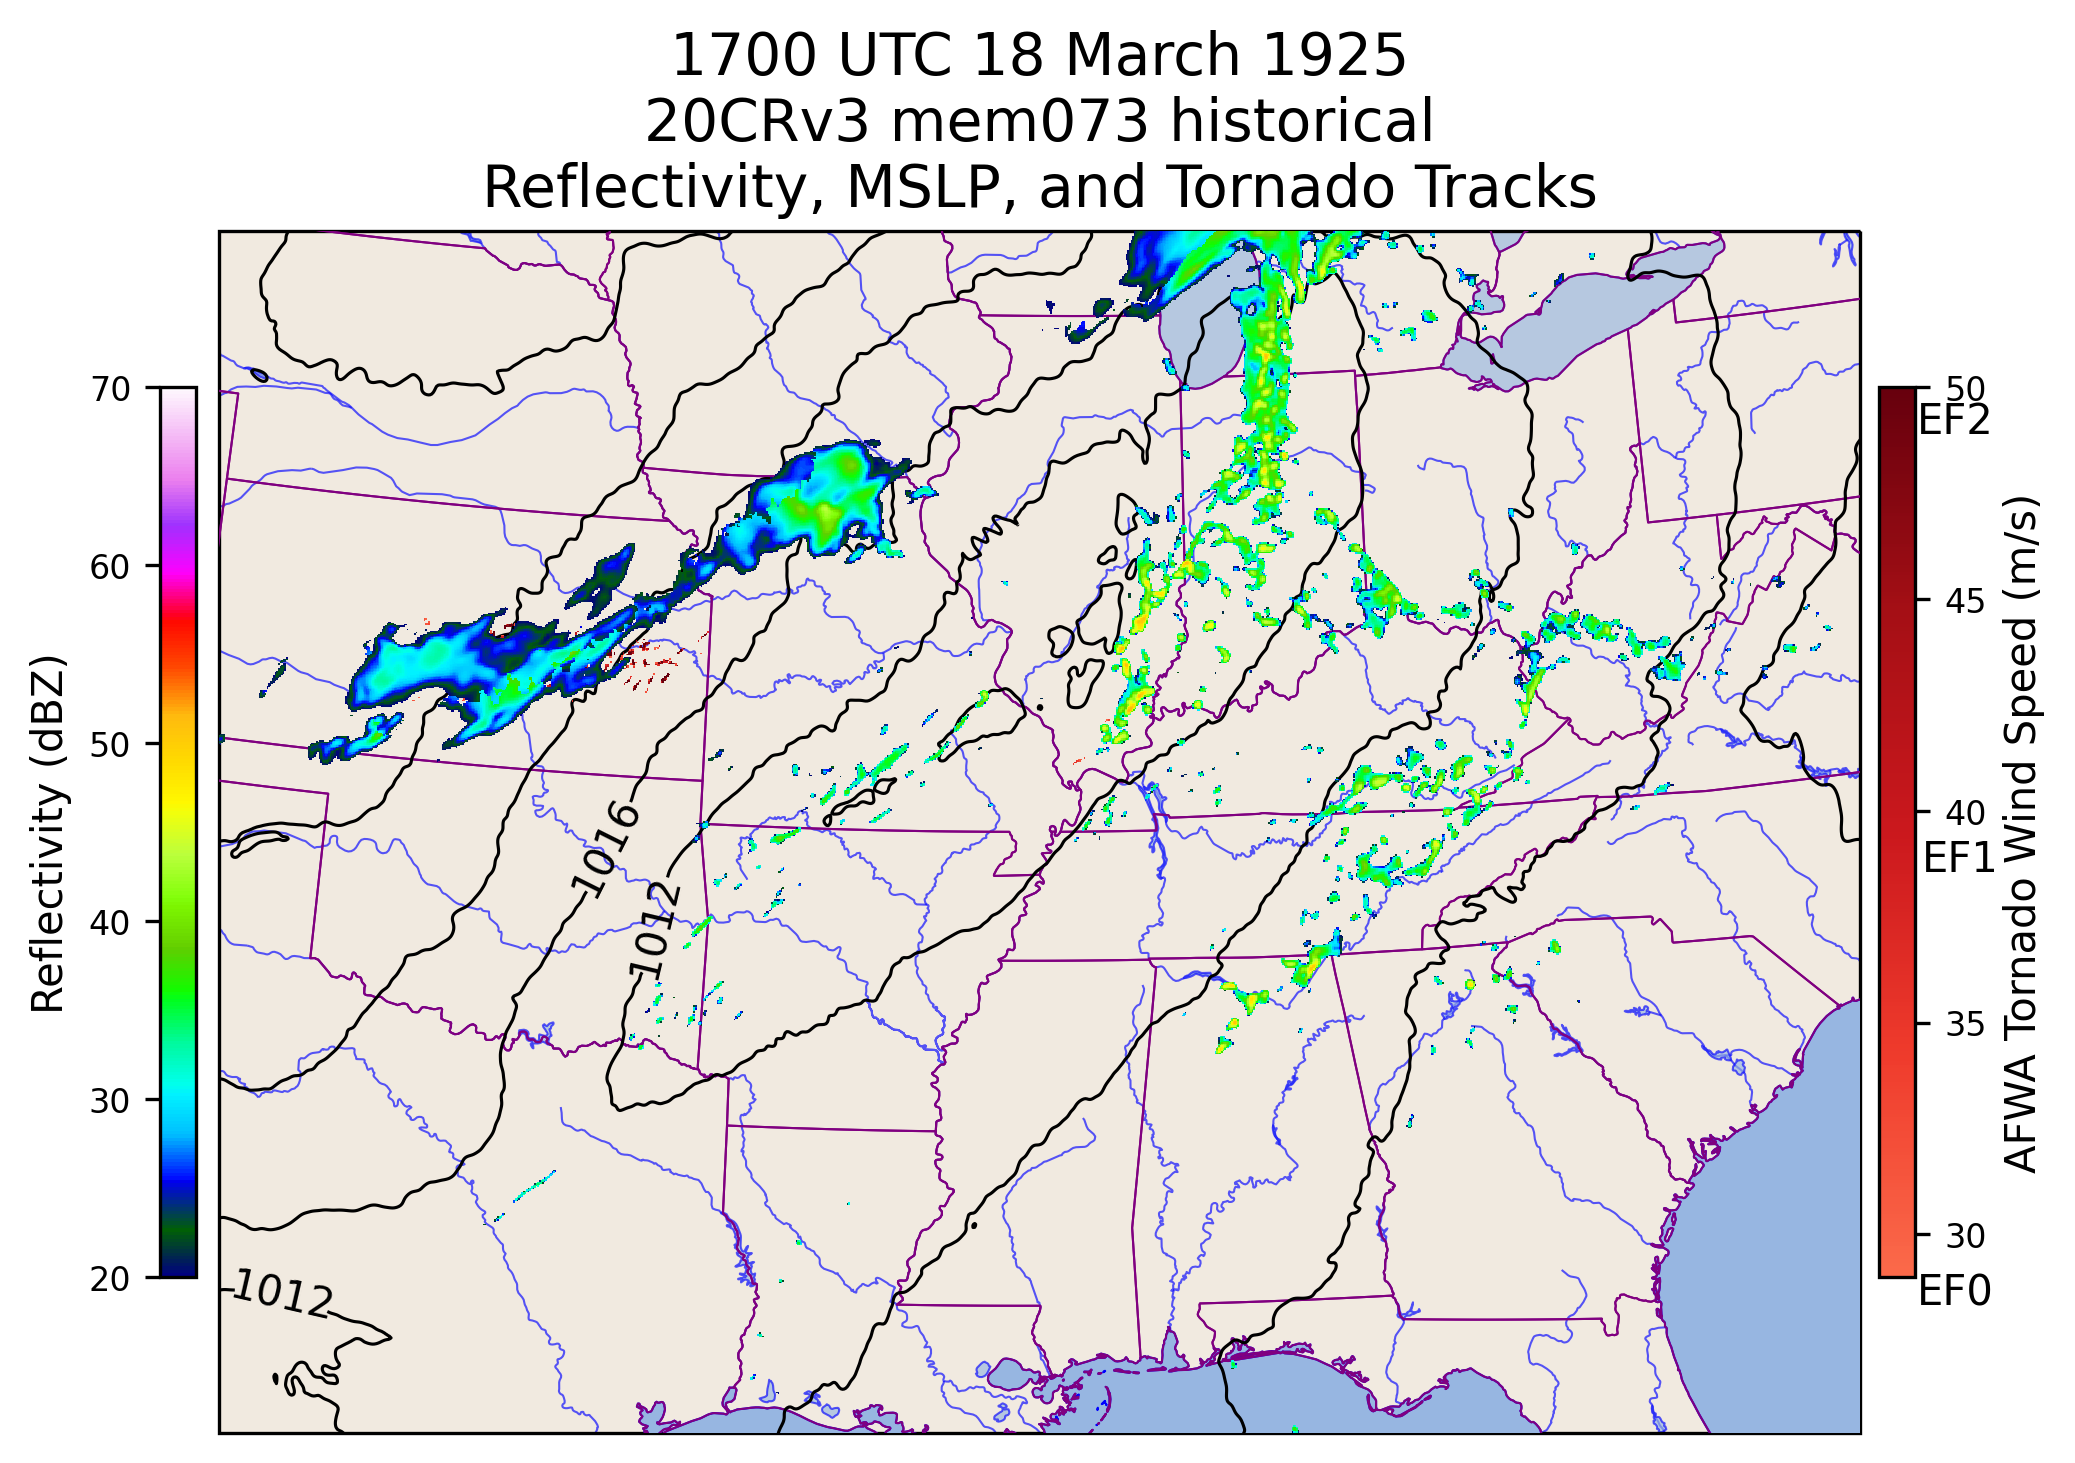 1700 UTC 18 March 1925
20CRv3 mem073 historical
Reflectivity, MSLP, and Tornado Tracks
70
60
50
40
30
20
Reflectivity (dBZ)
1016
1012
1012
50
EF2
45
40
EF1
35
30
EF0
AFWA Tornado Wind Speed (m/s)